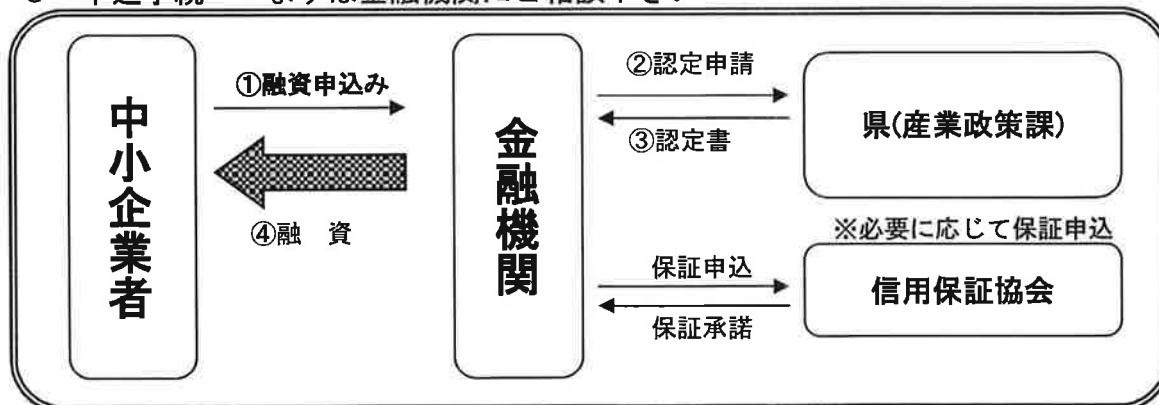 中小企業者
①融資申込み
④融　資
金融機関
②認定申請
③認定書
県(産業政策課)
※必要に応じて保証申込
保証申込
保証承諾
信用保証協会